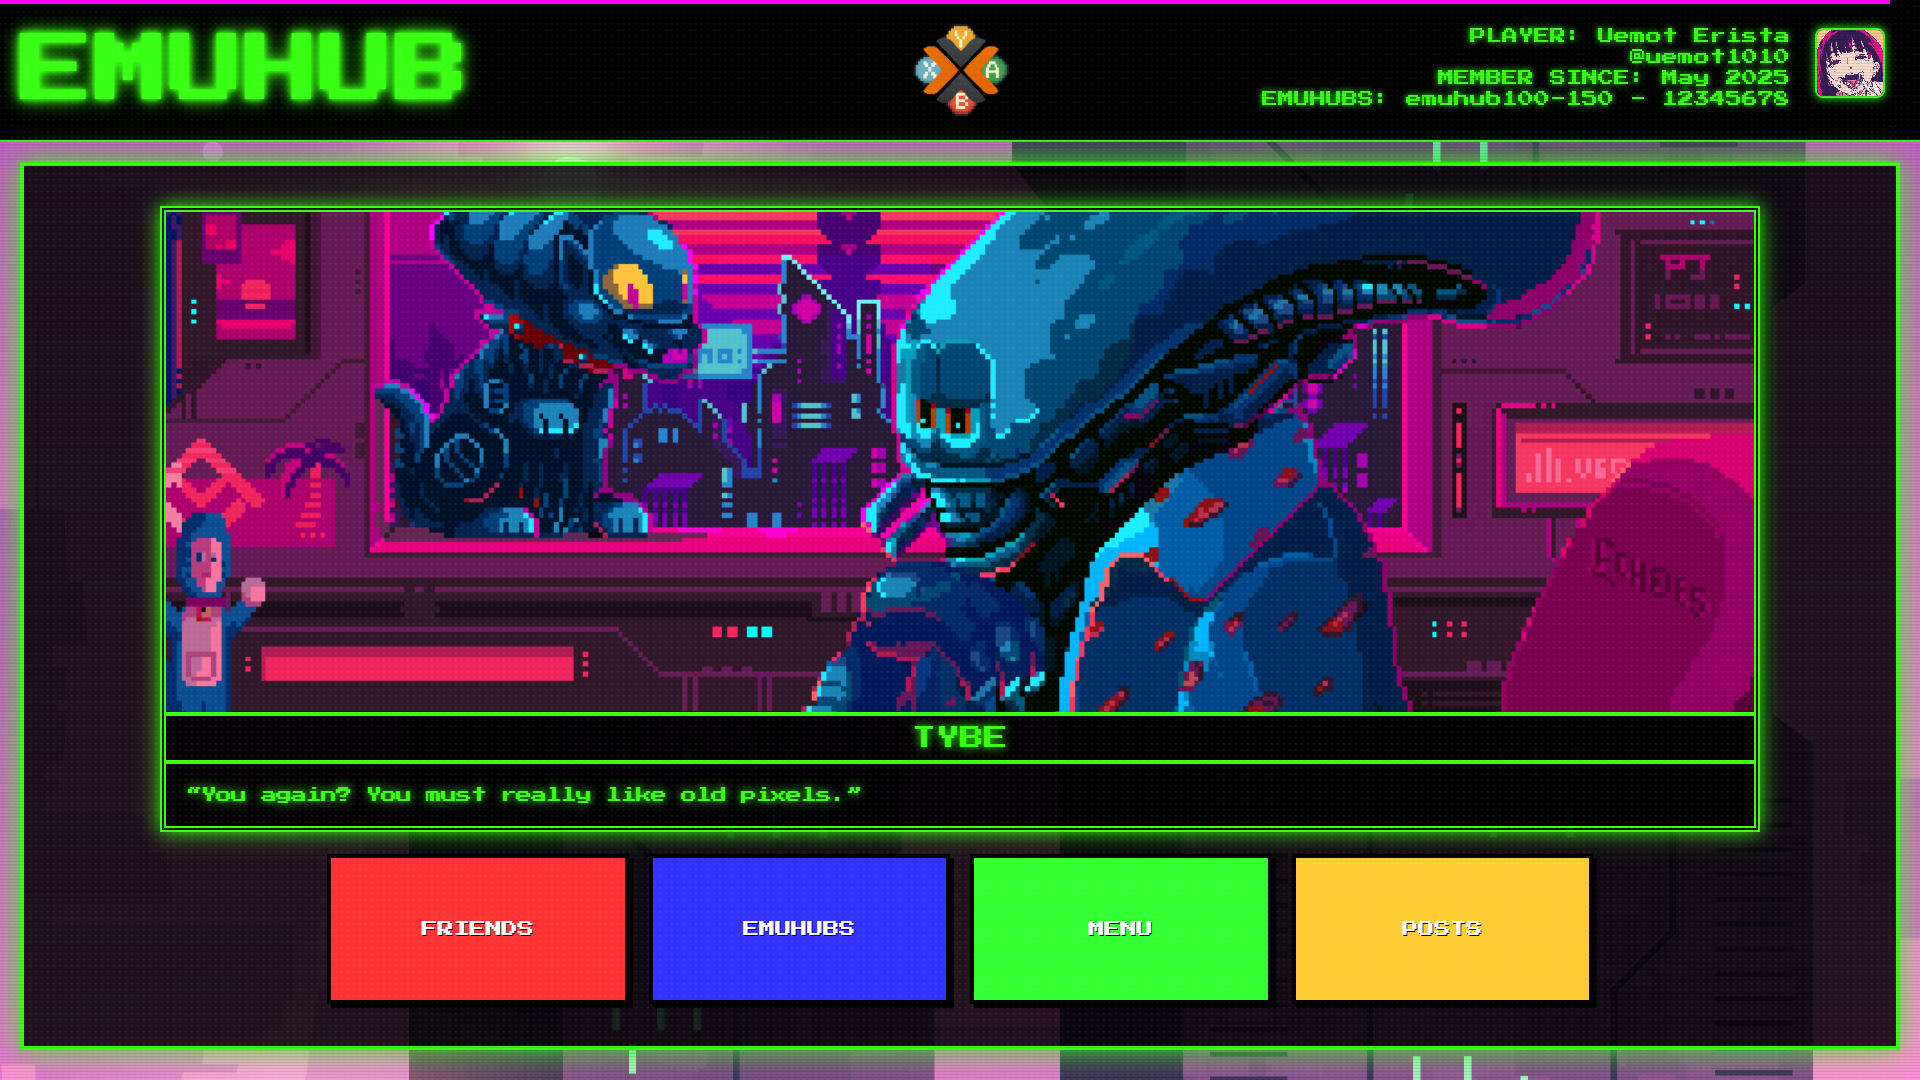 EMUHUB
Y
X A
B
PLAYER: Uemot Erista
@uemot1010
MEMBER SINCE: May 2025
EMUHUBS: emuhub100-150 - 12345678
ECHOES
TYBE
“You again? You must really like old pixels.”
FRIENDS
EMUHUBS
MENU
POSTS